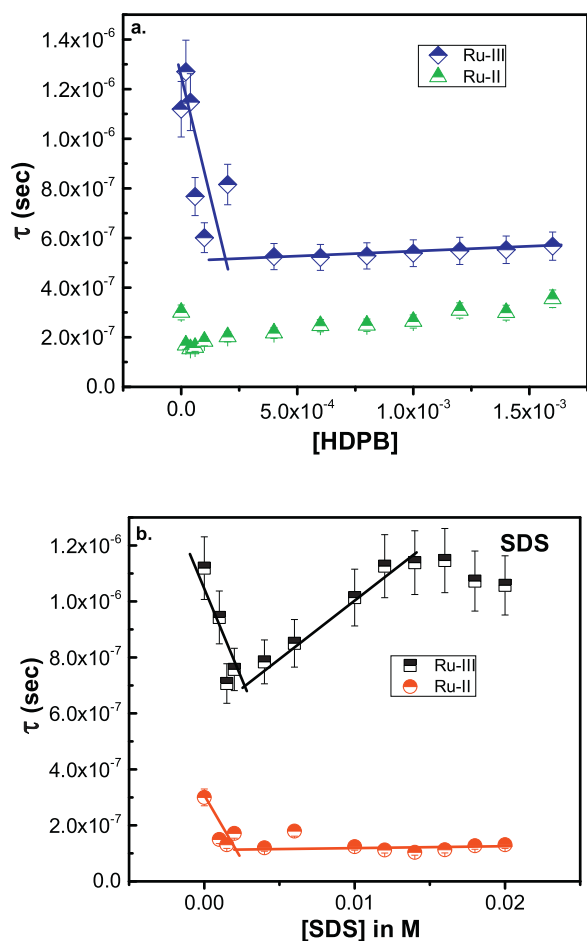 a.
Ru-III
Ru-II
1.4x10⁻⁶
1.2x10⁻⁶
1.0x10⁻⁶
8.0x10⁻⁷
6.0x10⁻⁷
4.0x10⁻⁷
2.0x10⁻⁷
0.0
τ (sec)
0.0 5.0x10⁻⁴ 1.0x10⁻³ 1.5x10⁻³
[HDPB]
b.
SDS
Ru-III
Ru-II
1.2x10⁻⁶
1.0x10⁻⁶
8.0x10⁻⁷
6.0x10⁻⁷
4.0x10⁻⁷
2.0x10⁻⁷
0.0
τ (sec)
0.00 0.01 0.02
[SDS] in M